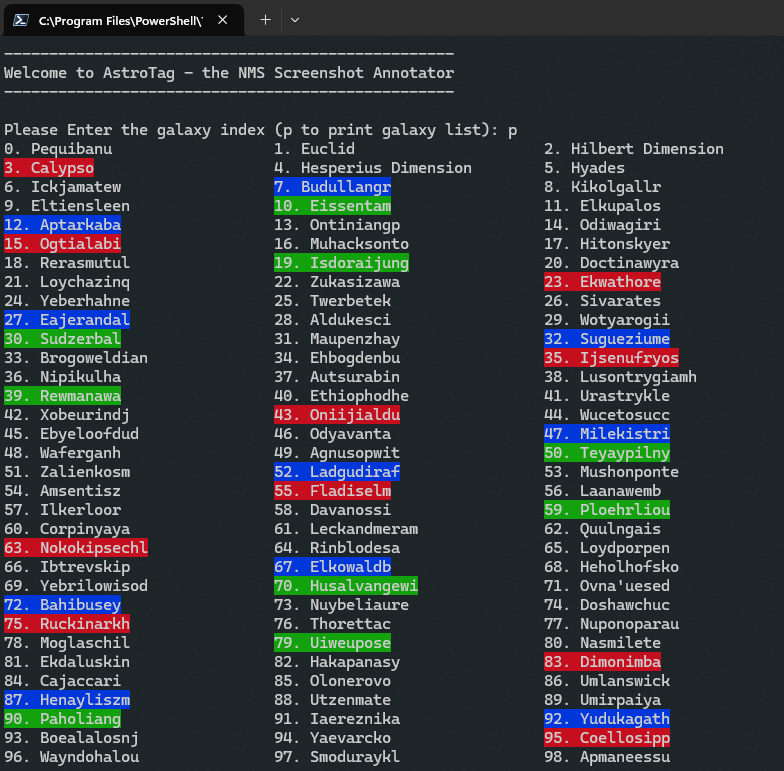 C:\Program Files\PowerShell\
---
Welcome to AstroTag - the NMS Screenshot Annotator
---
Please Enter the galaxy index (p to print galaxy list): p
0. Pequibanu 1. Euclid 2. Hilbert Dimension
3. Calypso 4. Hesperius Dimension 5. Hyades
6. Ickjamatew 7. Budullangr 8. Kikolgallr
9. Eltiensleen 10. Eissentam 11. Elkupalos
12. Aptarkaba 13. Ontiniangp 14. Odiwagiri
15. Ogtialabi 16. Muhacksonto 17. Hitonskyer
18. Rerasmutul 19. Isdoraijung 20. Doctinawyra
21. Loychazinq 22. Zukasizawa 23. Ekwathore
24. Yeberhahne 25. Twerbetek 26. Sivarates
27. Eajerandal 28. Aldukesci 29. Wotyarogii
30. Sudzerbal 31. Maupenzhay 32. Sugueziume
33. Brogoweldian 34. Ehbogdenbu 35. Ijsenufryos
36. Nipikulha 37. Autsurabin 38. Lusontrygiamh
39. Rewmanawa 40. Ethiophodhe 41. Urastrykle
42. Xobeurindj 43. Oniijialdu 44. Wucetosucc
45. Ebyeloofdud 46. Odyavanta 47. Milekistri
48. Waferganh 49. Agnusopwit 50. Teyaypilny
51. Zalienkosm 52. Ladgudiraf 53. Mushonponte
54. Amsentisz 55. Fladiselm 56. Laanawemb
57. Ilkerloor 58. Davanossi 59. Ploehrliou
60. Corpinyaya 61. Leckandmeram 62. Quulngais
63. Nokokipsechl 64. Rinblodesa 65. Loydporpen
66. Ibtrevskip 67. Elkowaldb 68. Heholhofsko
69. Yebrilowisod 70. Husalvangewi 71. Ovna'uesed
72. Bahibusey 73. Nuybeliaure 74. Doshawchuc
75. Ruckinarkh 76. Thorettac 77. Nuponoparau
78. Moglaschil 79. Uiweupose 80. Nasmilete
81. Ekdaluskin 82. Hakapanasy 83. Dimonimba
84. Cajaccari 85. Olonerovo 86. Umlanswick
87. Henayliszm 88. Utzenmate 89. Umirpaiya
90. Paholiang 91. Iaereznika 92. Yudukagath
93. Boealalosnj 94. Yaevarcko 95. Coellosipp
96. Wayndohalou 97. Smoduraykl 98. Apmaneessu